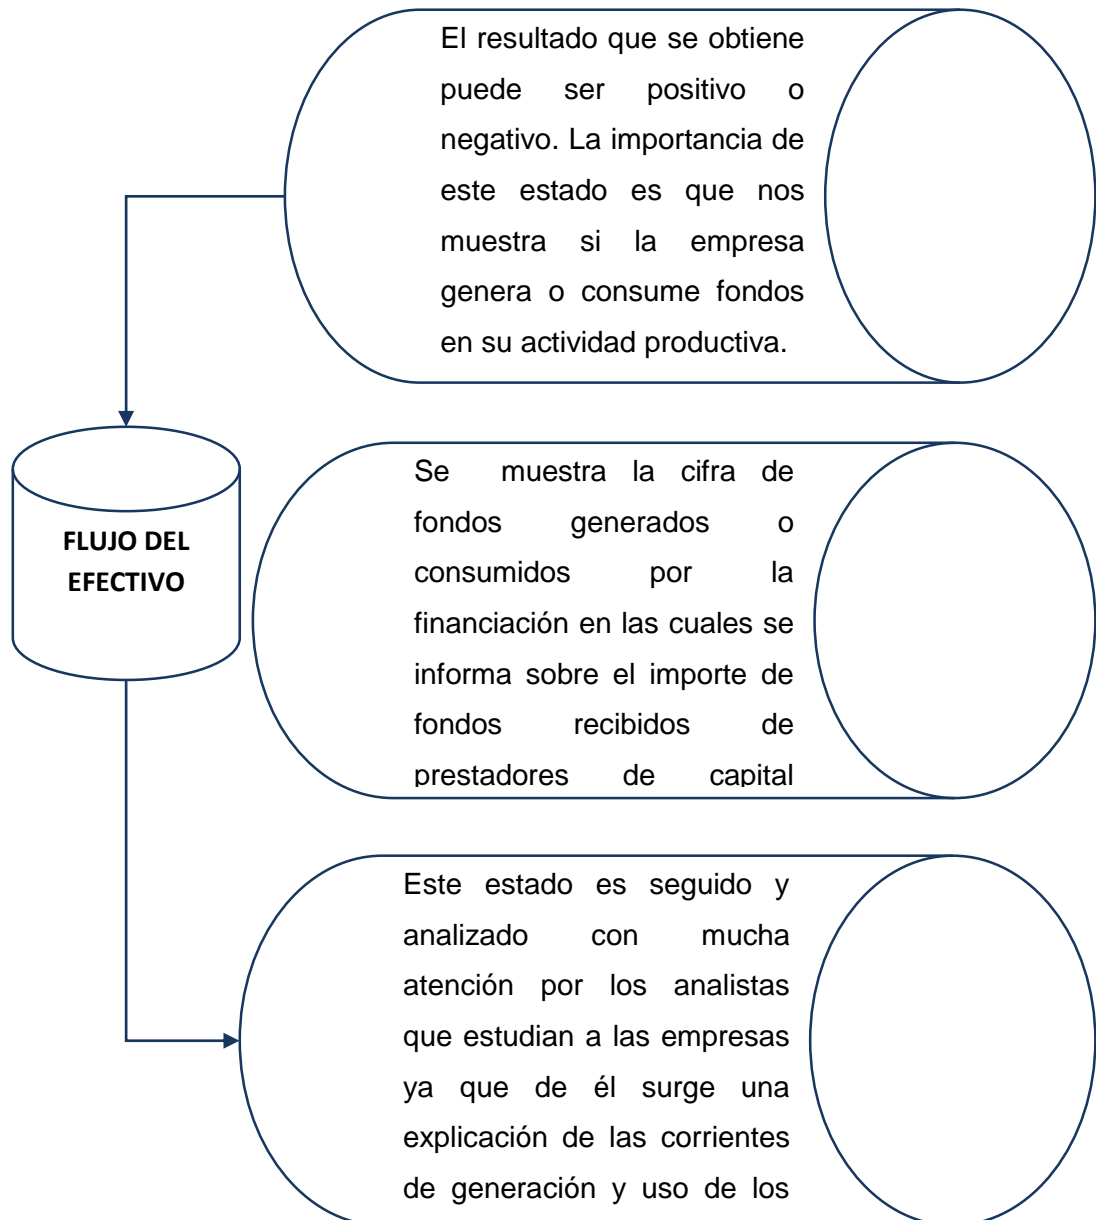 El resultado que se obtiene
puede ser positivo o
negativo. La importancia de
este estado es que nos
muestra si la empresa
genera o consume fondos
en su actividad productiva.
FLUJO DEL
EFECTIVO
Se muestra la cifra de
fondos generados o
consumidos por la
financiación en las cuales se
informa sobre el importe de
fondos recibidos de
prestadores de capital
Este estado es seguido y
analizado con mucha
atención por los analistas
que estudian a las empresas
ya que de él surge una
explicación de las corrientes
de generación y uso de los